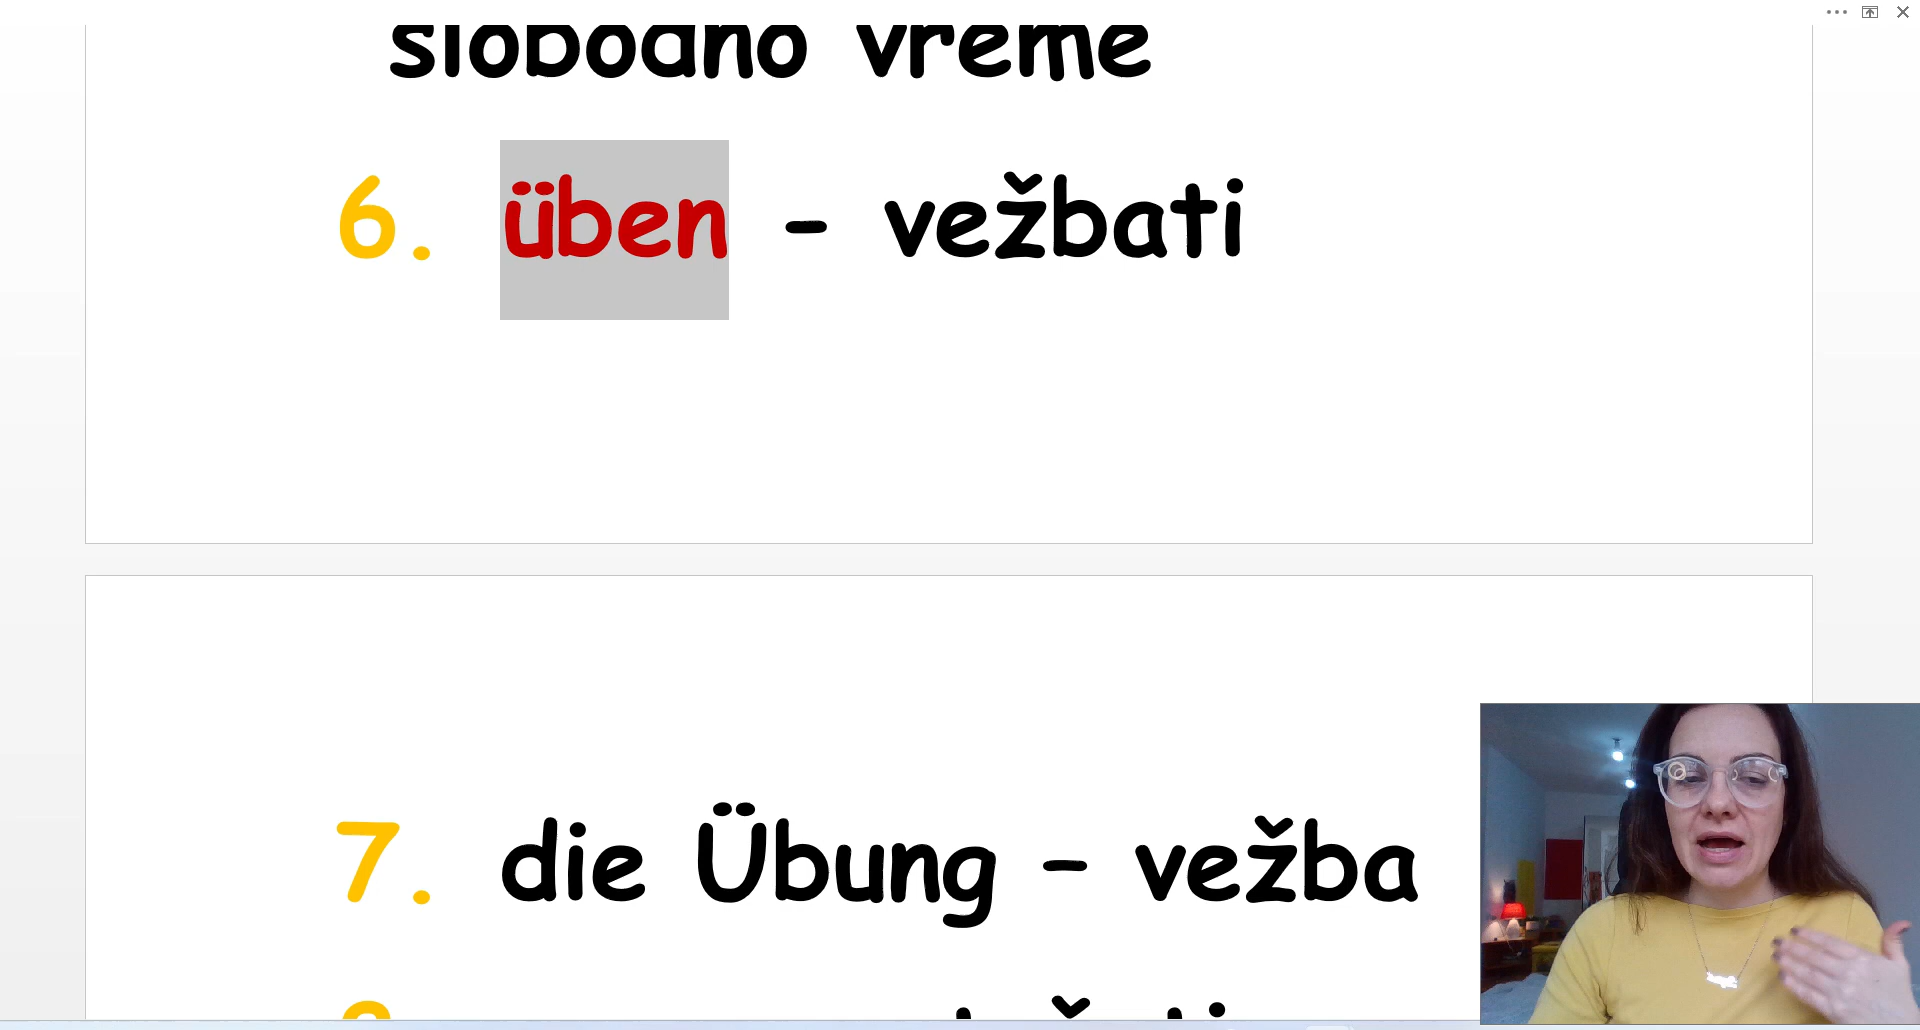 slobodno vreme
6. üben - vežbati
7. die Übung - vežba